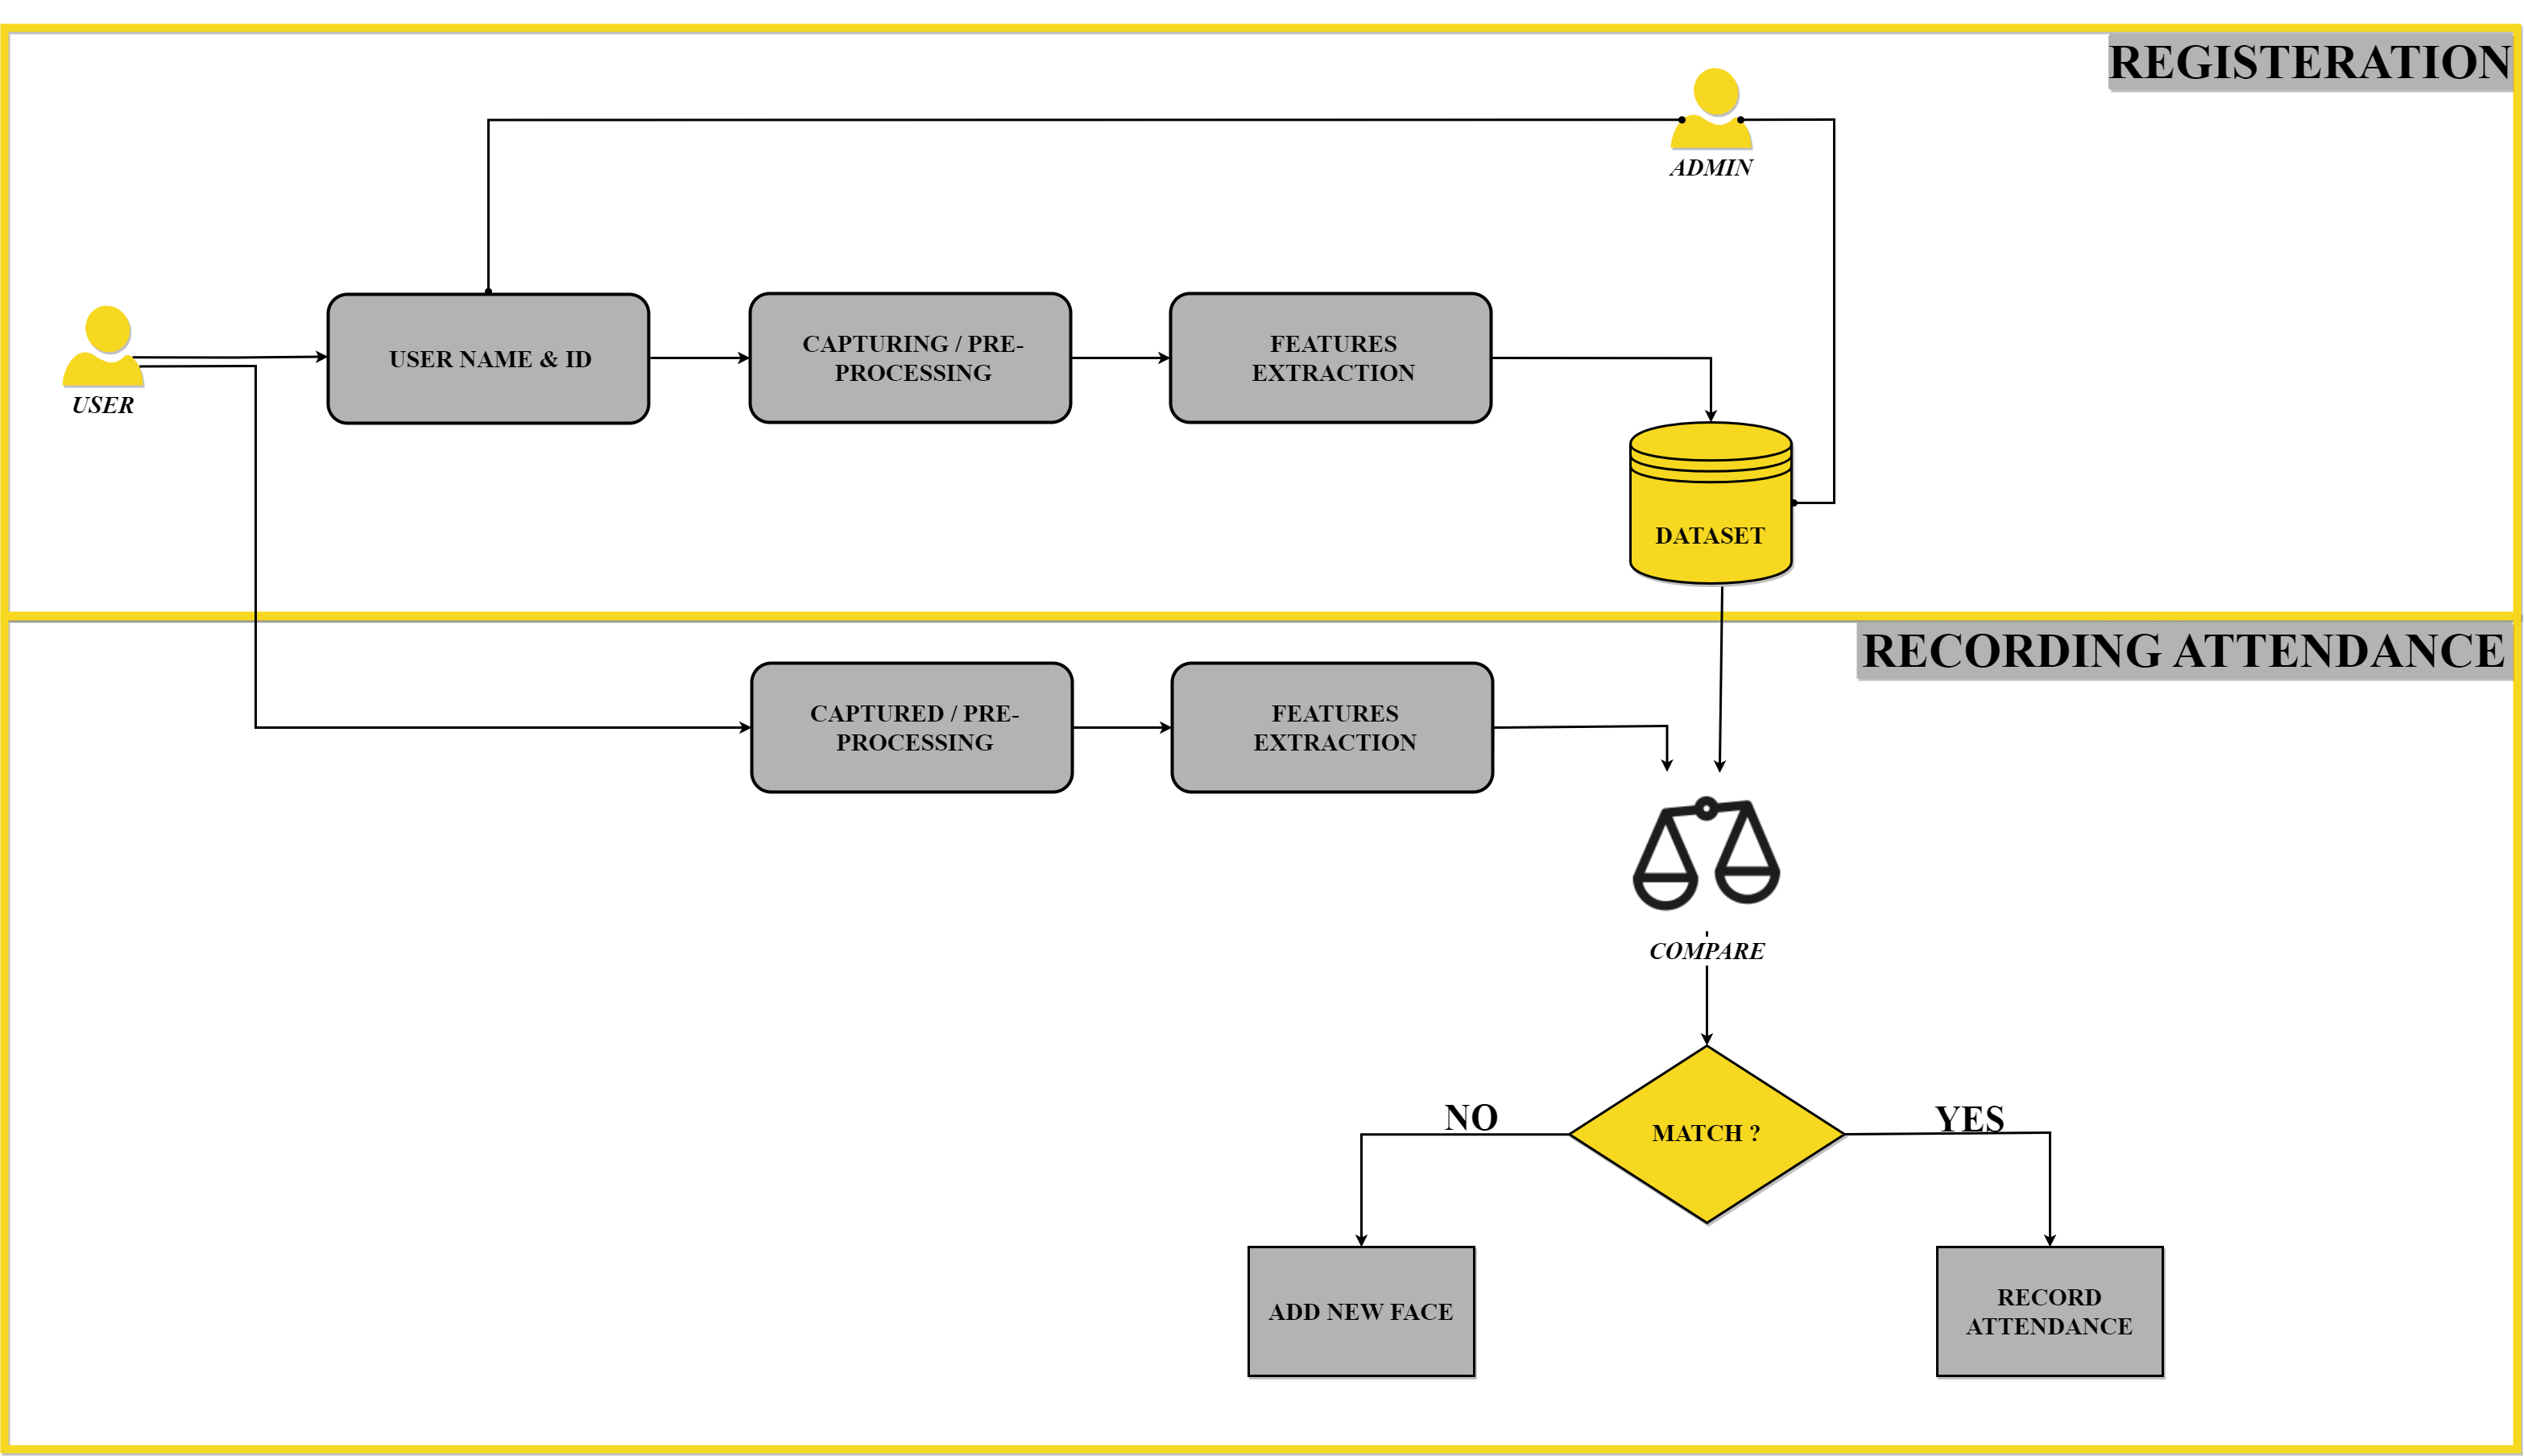 REGISTERATION
ADMIN
USER
USER NAME & ID
CAPTURING / PRE-
PROCESSING
FEATURES
EXTRACTION
DATASET
RECORDING ATTENDANCE
CAPTURED / PRE-
PROCESSING
FEATURES
EXTRACTION
COMPARE
NO
MATCH ?
YES
ADD NEW FACE
RECORD
ATTENDANCE